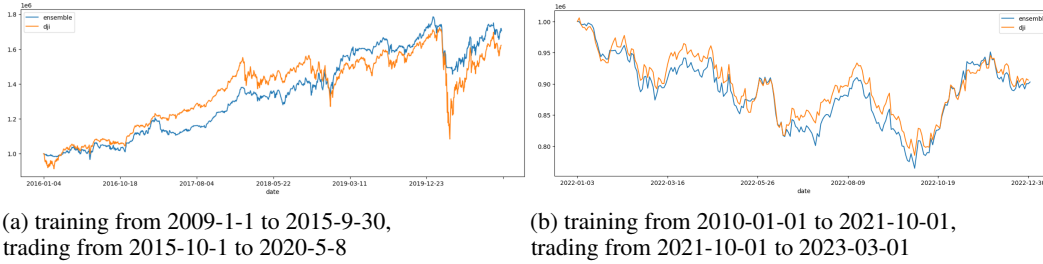 1e6
ensemble
dji
1.8
1.6
1.4
1.2
1.0
2016-01-04
2016-10-18
2017-08-04
2018-05-22
2019-03-11
2019-12-23
date
1e6
ensemble
dji
1.00
0.95
0.90
0.85
0.80
2022-01-03
2022-03-16
2022-05-26
2022-08-09
2022-10-19
2022-12-30
date
(a) training from 2009-1-1 to 2015-9-30,
trading from 2015-10-1 to 2020-5-8
(b) training from 2010-01-01 to 2021-10-01,
trading from 2021-10-01 to 2023-03-01